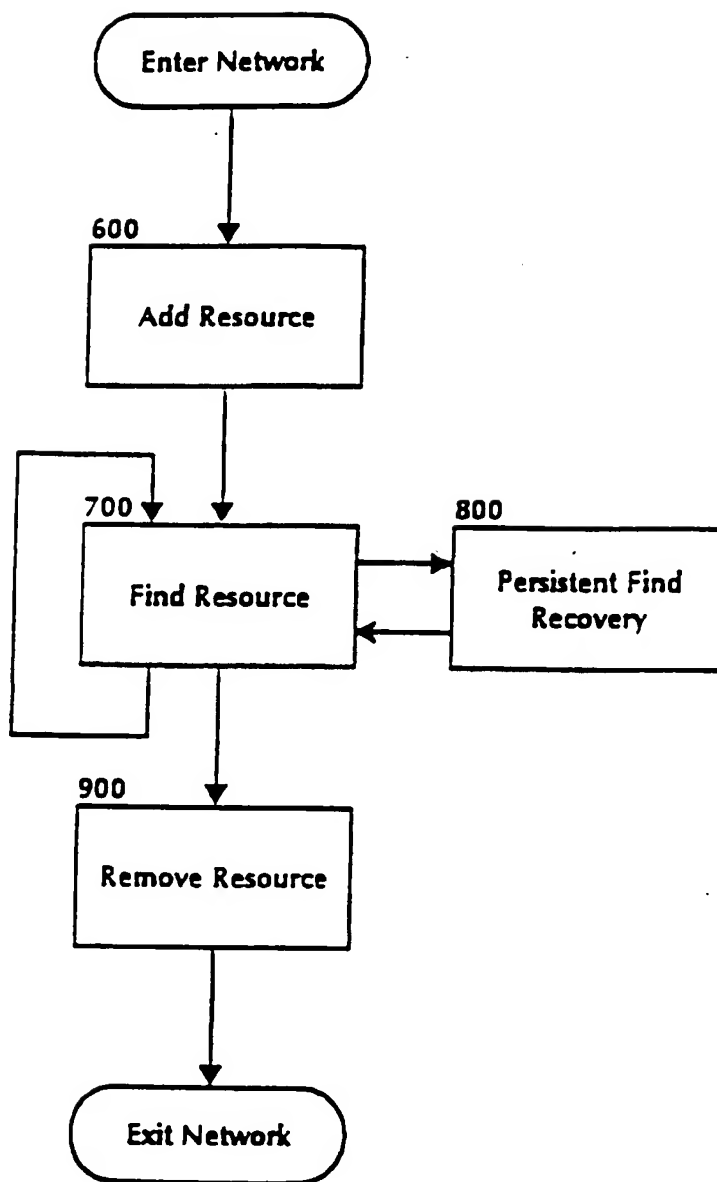 Enter Network
600
Add Resource
700
Find Resource
800
Persistent Find
Recovery
900
Remove Resource
Exit Network